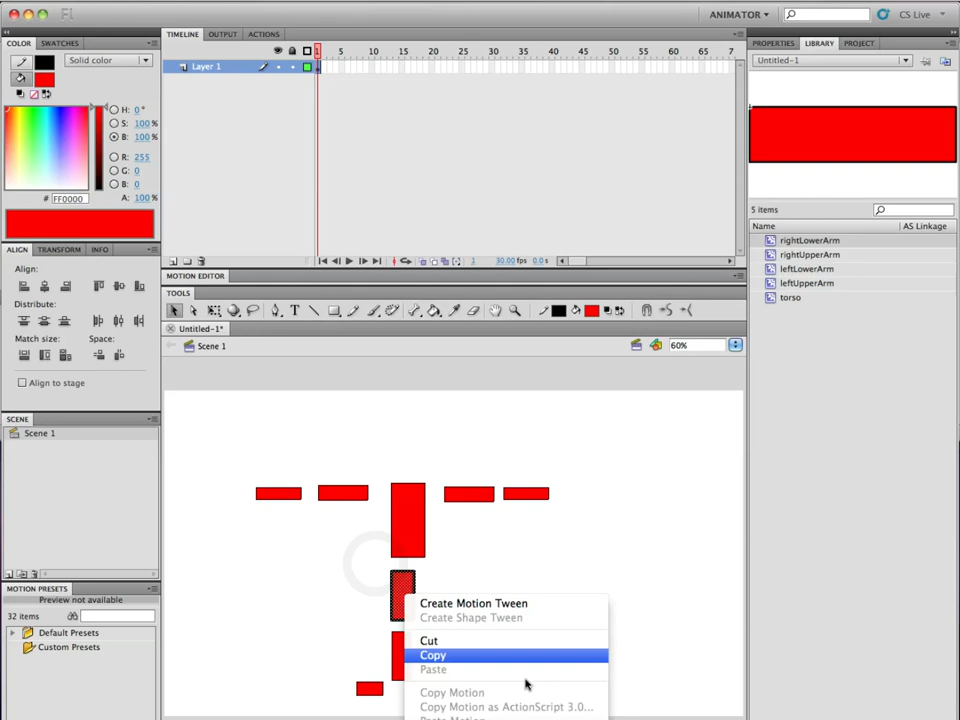 Fl
ANIMATOR
CS Live
COLOR
SWATCHES
Solid color
H: 0 °
S: 100 %
B: 100 %
R: 255
G: 0
B: 0
A: 100 %
# FF0000
ALIGN
TRANSFORM
INFO
Align:
Distribute:
Match size:
Space:
Align to stage
SCENE
Scene 1
MOTION PRESETS
Preview not available
32 items
Default Presets
Custom Presets
TIMELINE
OUTPUT
ACTIONS
1 5 10 15 20 25 30 35 40 45 50 55 60 65 7
Layer 1
1 30.00 fps 0.0 s
MOTION EDITOR
TOOLS
T
Untitled-1*
Scene 1
60%
Create Motion Tween
Create Shape Tween
Cut
Copy
Paste
Copy Motion
Copy Motion as ActionScript 3.0...
PROPERTIES
LIBRARY
PROJECT
Untitled-1
5 items
Name
AS Linkage
rightLowerArm
rightUpperArm
leftLowerArm
leftUpperArm
torso